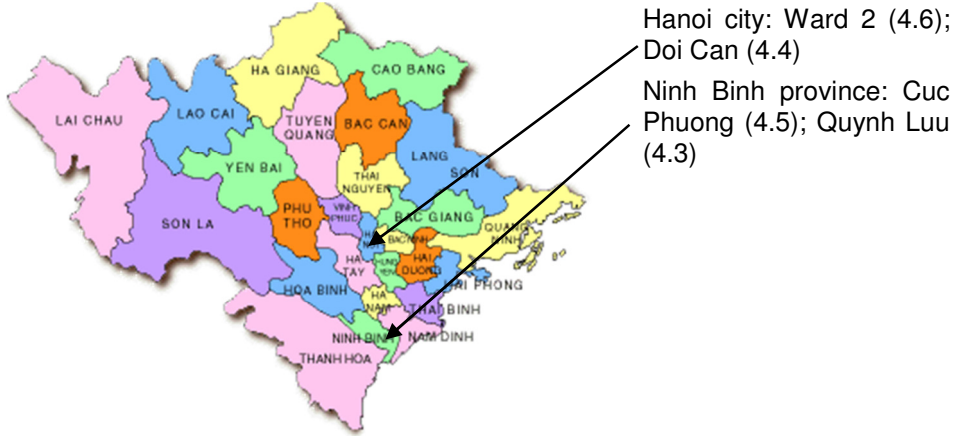 Hanoi city: Ward 2 (4.6);
Doi Can (4.4)
Ninh Binh province: Cuc
Phuong (4.5); Quynh Luu
(4.3)
HA GIANG
CAO BANG
LAI CHAU
LAO CAI
TUYEN
QUANG
BAC CAN
LANG
SON
YEN BAI
THAI
NGUYEN
PHU
THO
VINH
PHUC
BAC GIANG
SON LA
QUANG
NINH
HA
BAC NINH
HA
TAY
HUNG
YEN
HAI
DUONG
HOA BINH
HAI PHONG
HA
NAM
THAI BINH
NINH BINH
NAM DINH
THANH HOA